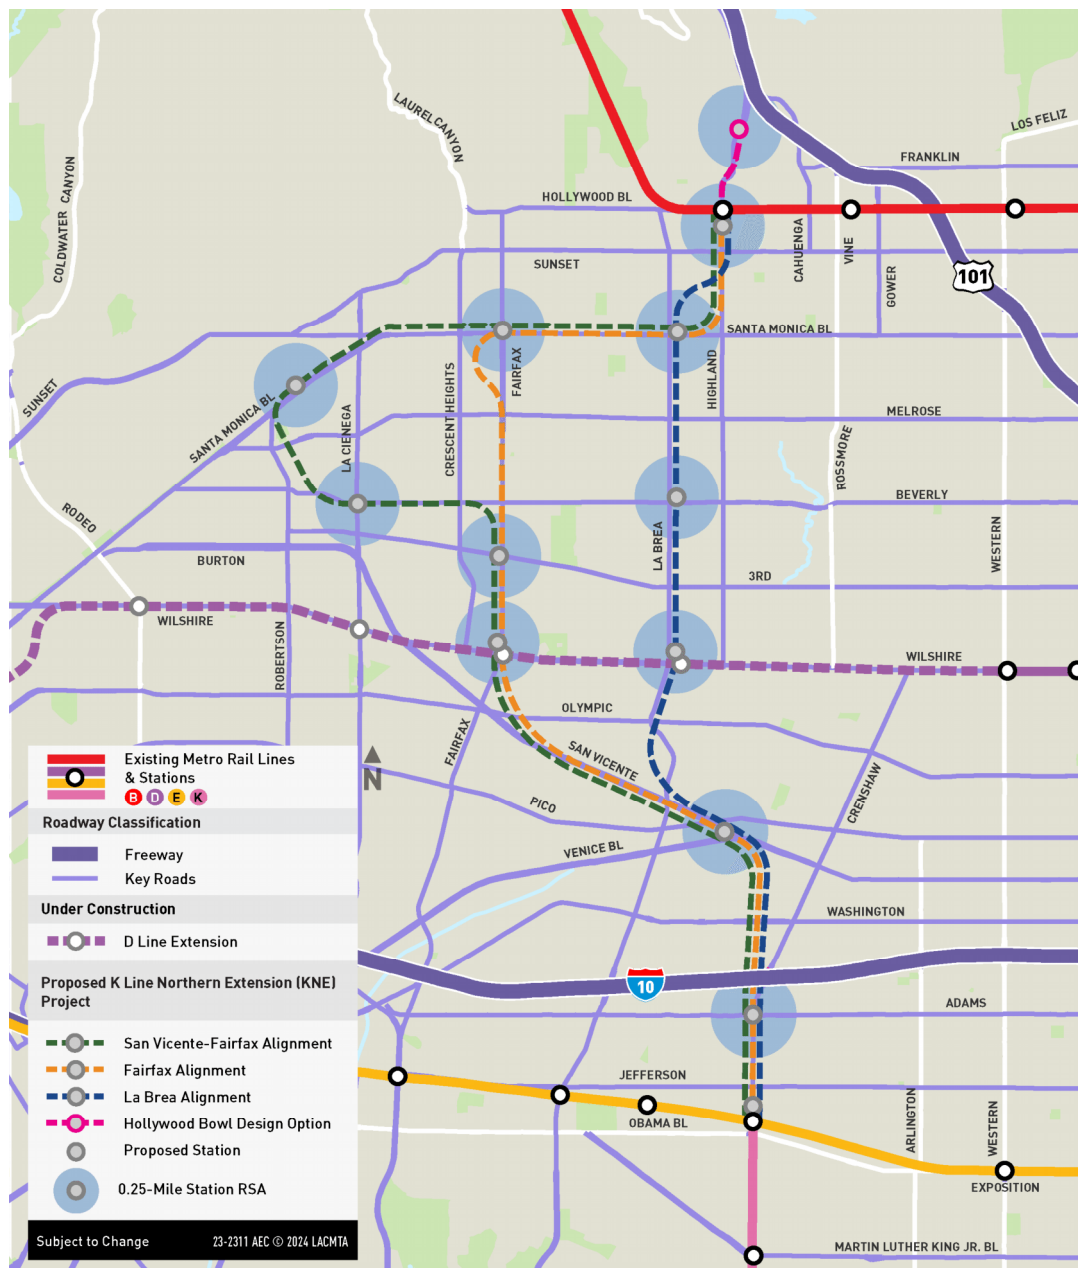 LAURELCANYON
LOS FELIZ
COLDWATER CANYON
FRANKLIN
HOLLYWOOD BL
CAHUENGA
VINE
GOWER
SUNSET
101
SANTA MONICA BL
SUNSET
FAIRFAX
HIGHLAND
CRESCENT HEIGHTS
SANTA MONICA BL
LA CIENEGA
MELROSE
ROSSMORE
RODEO
BEVERLY
LA BREA
WESTERN
BURTON
3RD
WILSHIRE
ROBERTSON
WILSHIRE
OLYMPIC
FAIRFAX
SAN VICENTE
CRENSHAW
PICO
VENICE BL
WASHINGTON
10
ADAMS
JEFFERSON
OBAMA BL
ARLINGTON
WESTERN
EXPOSITION
MARTIN LUTHER KING JR. BL
N
Existing Metro Rail Lines
& Stations
B D E K
Roadway Classification
Freeway
Key Roads
Under Construction
D Line Extension
Proposed K Line Northern Extension (KNE)
Project
San Vicente-Fairfax Alignment
Fairfax Alignment
La Brea Alignment
Hollywood Bowl Design Option
Proposed Station
0.25-Mile Station RSA
Subject to Change
23-2311 AEC © 2024 LACMTA